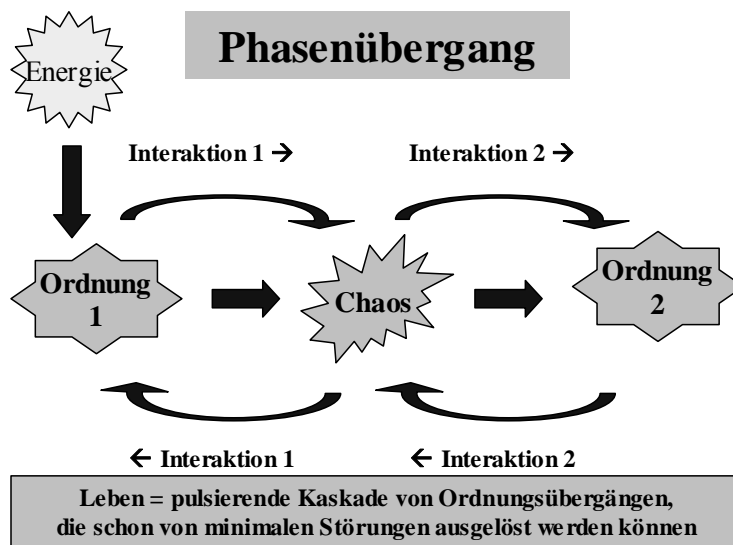 Phasenübergang
Energie
Interaktion 1 →
Interaktion 2 →
Ordnung
1
Chaos
Ordnung
2
← Interaktion 1
← Interaktion 2
Leben = pulsierende Kaskade von Ordnungsübergängen,
die schon von minimalen Störungen ausgelöst werden können